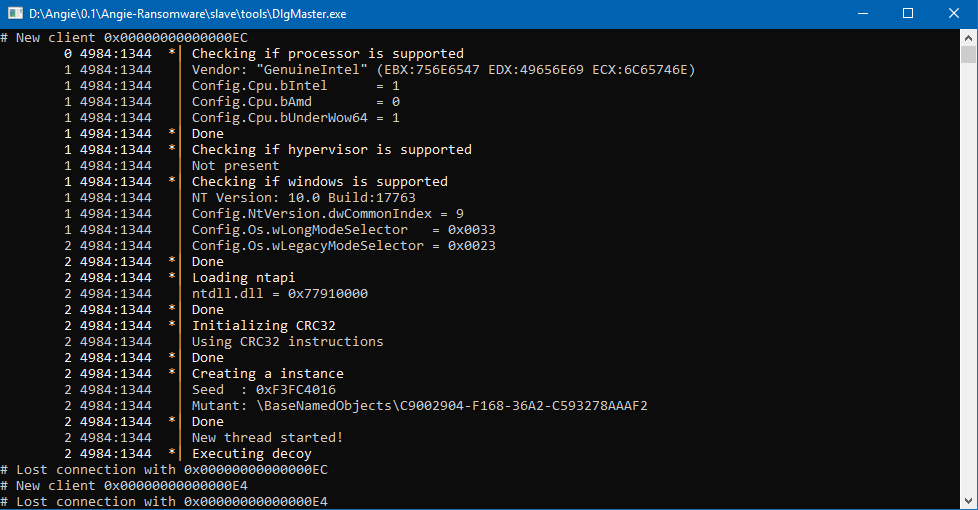 D:\Angie\0.1\Angie-Ransomware\slave\tools\DlgMaster.exe
# New client 0x00000000000000EC
0 4984:1344 *| Checking if processor is supported
1 4984:1344 | Vendor: "GenuineIntel" (EBX:756E6547 EDX:49656E69 ECX:6C65746E)
1 4984:1344 | Config.Cpu.bIntel = 1
1 4984:1344 | Config.Cpu.bAmd = 0
1 4984:1344 | Config.Cpu.bUnderWow64 = 1
1 4984:1344 *| Done
1 4984:1344 *| Checking if hypervisor is supported
1 4984:1344 | Not present
1 4984:1344 *| Checking if windows is supported
1 4984:1344 | NT Version: 10.0 Build:17763
1 4984:1344 | Config.NtVersion.dwCommonIndex = 9
1 4984:1344 | Config.Os.wLongModeSelector = 0x0033
2 4984:1344 | Config.Os.wLegacyModeSelector = 0x0023
2 4984:1344 *| Done
2 4984:1344 *| Loading ntapi
2 4984:1344 | ntdll.dll = 0x77910000
2 4984:1344 *| Done
2 4984:1344 *| Initializing CRC32
2 4984:1344 | Using CRC32 instructions
2 4984:1344 *| Done
2 4984:1344 *| Creating a instance
2 4984:1344 | Seed : 0xF3FC4016
2 4984:1344 | Mutant: \BaseNamedObjects\C9002904-F168-36A2-C593278AAAF2
2 4984:1344 *| Done
2 4984:1344 | New thread started!
2 4984:1344 *| Executing decoy
# Lost connection with 0x00000000000000EC
# New client 0x00000000000000E4
# Lost connection with 0x00000000000000E4